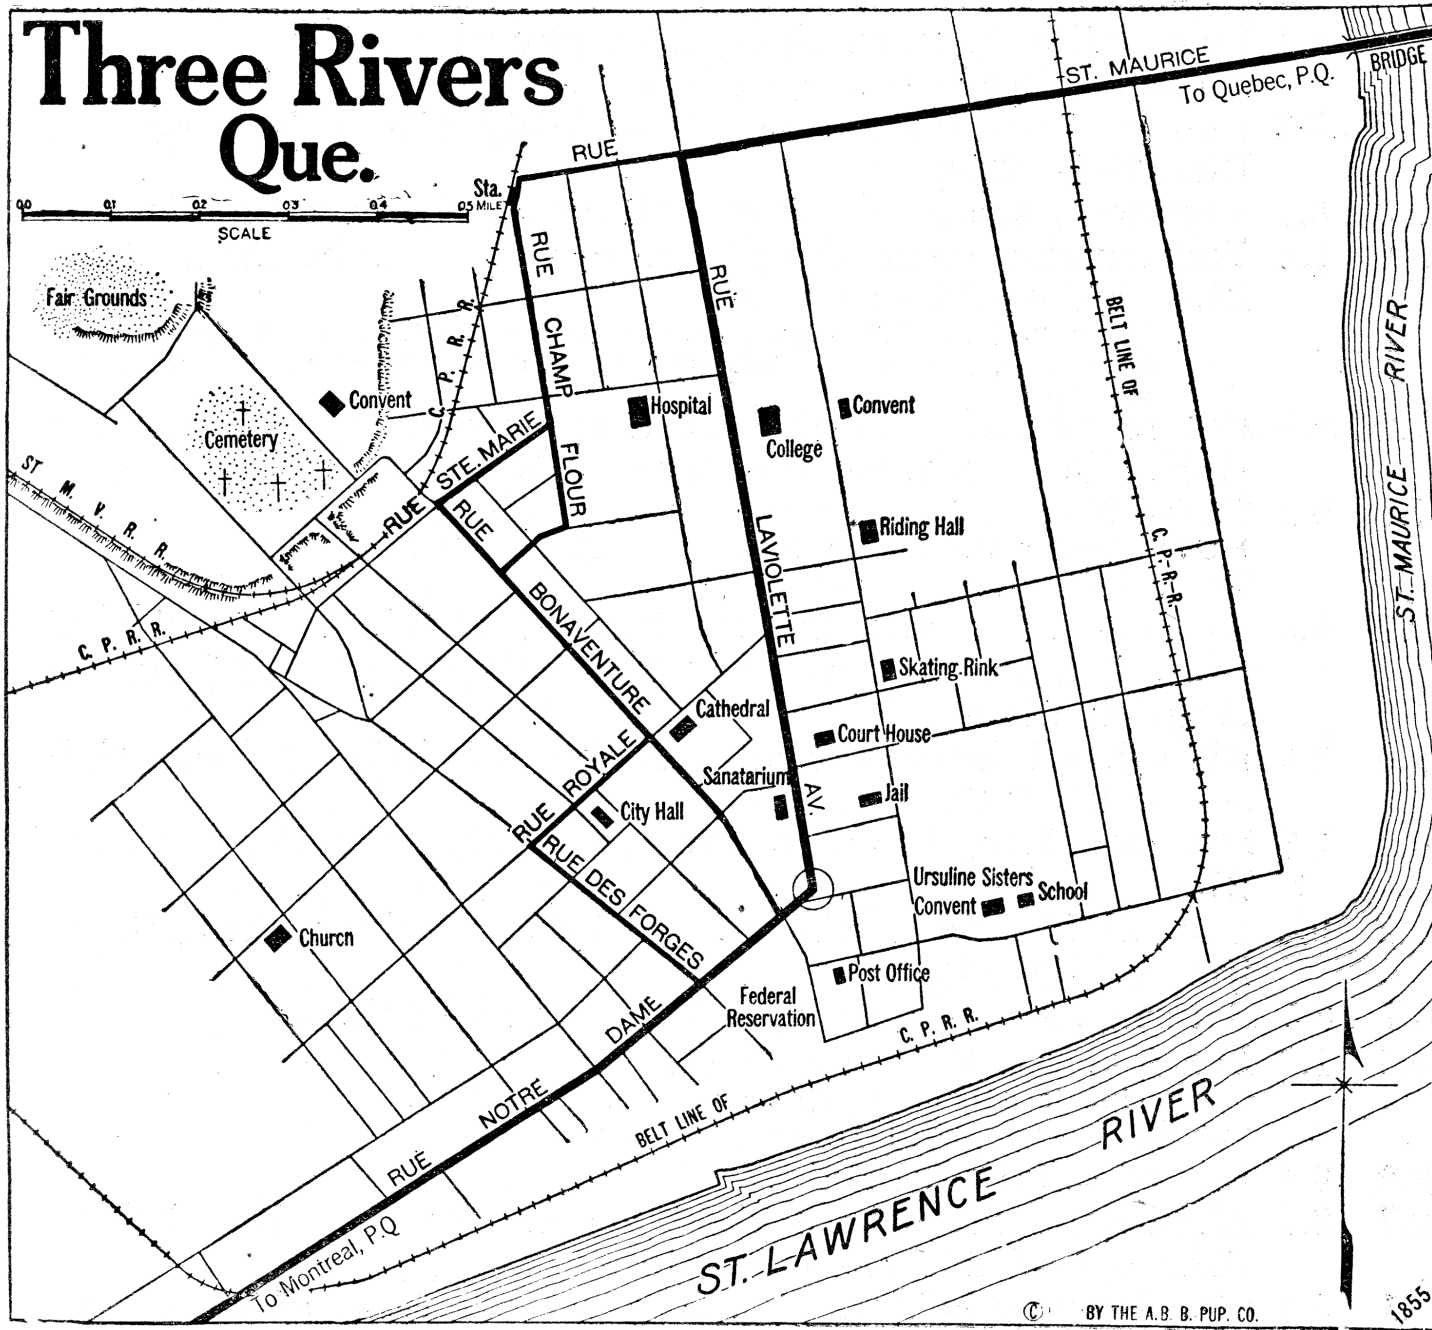 Three Rivers
Que.
0.0 0.1 0.2 0.3 0.4 0.5 MILE
SCALE
Sta.
RUE
ST. MAURICE
To Quebec, P.Q.
BRIDGE
Fair Grounds
Convent
Cemetery
C. P. R. R.
RUE CHAMP FLOUR
RUE STE. MARIE
Hospital
College
Convent
Riding Hall
BELT LINE OF C. P. R. R.
ST. MAURICE RIVER
ST. MAURICE RIVER
ST M. V. R. R.
C. P. R. R.
RUE BONAVENTURE
RUE LAVIOLETTE AV.
Skating Rink
Cathedral
Court House
Sanatarium
Jail
RUE ROYALE
City Hall
RUE DES FORGES
Ursuline Sisters
Convent
School
Church
Post Office
Federal
Reservation
RUE NOTRE DAME
BELT LINE OF C. P. R. R.
To Montreal, P.Q
ST. LAWRENCE RIVER
© BY THE A.B.B. PUP. CO.
1855